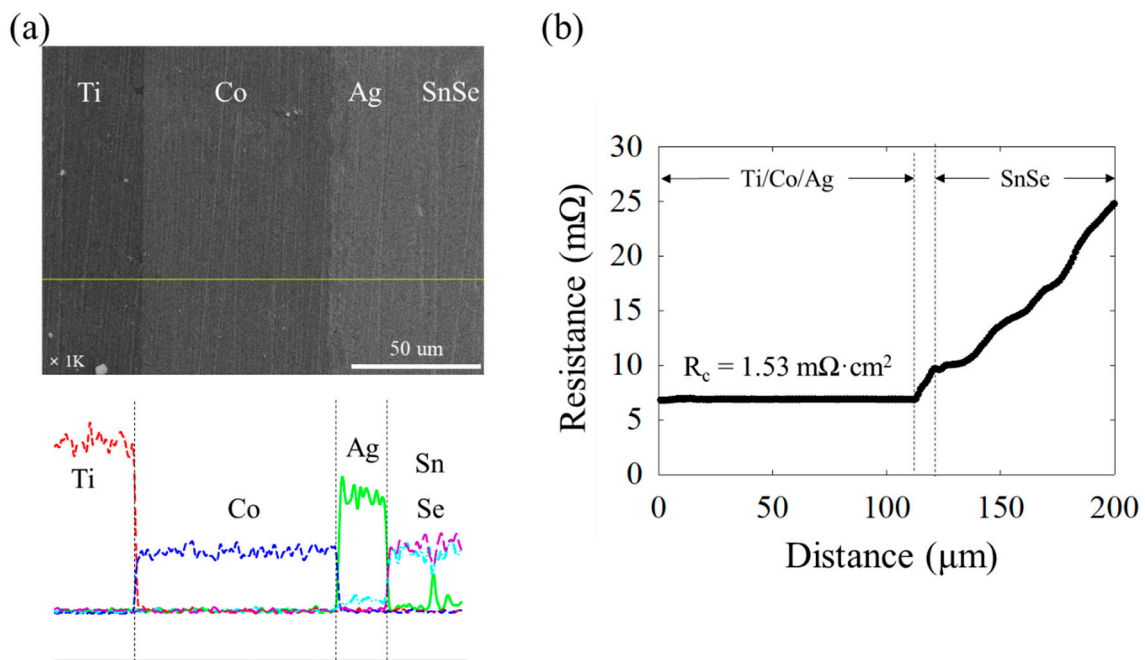 (a)
Ti Co Ag SnSe
× 1K
50 um
Ti Co Ag Sn
Se
(b)
Resistance (mΩ)
30
25
20
15
10
5
0
Ti/Co/Ag SnSe
R_c = 1.53 mΩ·cm²
0 50 100 150 200
Distance (μm)